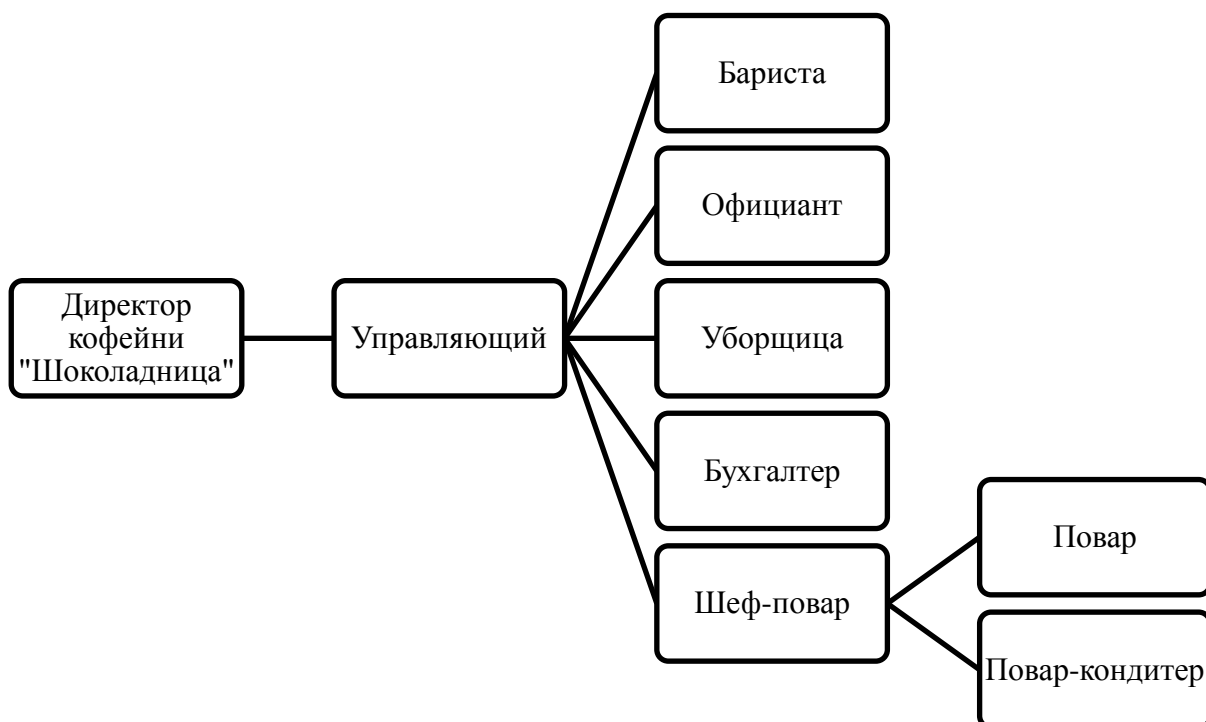 Бариста
Официант
Директор
кофейни
"Шоколадница"
Управляющий
Уборщица
Бухгалтер
Шеф-повар
Повар
Повар-кондитер